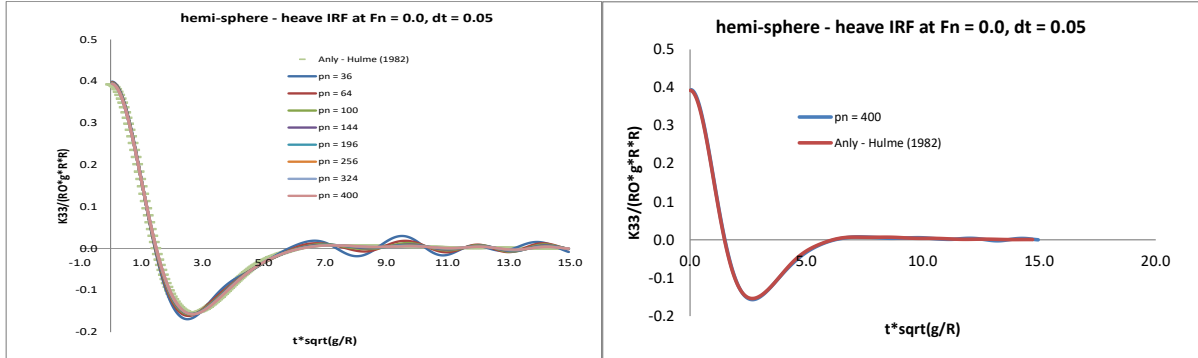 hemi-sphere - heave IRF at Fn = 0.0, dt = 0.05
0.5
0.4
0.3
0.2
0.1
0.0
-0.1
-0.2
K33/(RO*g*R*R)
-1.0 1.0 3.0 5.0 7.0 9.0 11.0 13.0 15.0
t*sqrt(g/R)
Anly - Hulme (1982)
pn = 36
pn = 64
pn = 100
pn = 144
pn = 196
pn = 256
pn = 324
pn = 400
hemi-sphere - heave IRF at Fn = 0.0, dt = 0.05
0.5
0.4
0.3
0.2
0.1
0.0
-0.1
-0.2
K33/(RO*g*R*R)
0.0 5.0 10.0 15.0 20.0
t*sqrt(g/R)
pn = 400
Anly - Hulme (1982)